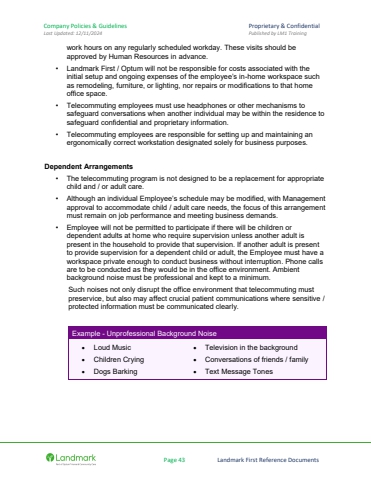 Company Policies & Guidelines
Proprietary & Confidential
Last Updated: 12/11/2024
Published by LMS Training
work hours on any regularly scheduled workday. These visits should be
approved by Human Resources in advance.
• Landmark First / Optum will not be responsible for costs associated with the
initial setup and ongoing expenses of the employee's in-home workspace such
as remodeling, furniture, or lighting, nor repairs or modifications to that home
office space.
• Telecommuting employees must use headphones or other mechanisms to
safeguard conversations when another individual may be within the residence to
safeguard confidential and proprietary information.
• Telecommuting employees are responsible for setting up and maintaining an
ergonomically correct workstation designated solely for business purposes.
Dependent Arrangements
• The telecommuting program is not designed to be a replacement for appropriate
child and / or adult care.
• Although an individual Employee's schedule may be modified, with Management
approval to accommodate child / adult care needs, the focus of this arrangement
must remain on job performance and meeting business demands.
• Employee will not be permitted to participate if there will be children or
dependent adults at home who require supervision unless another adult is
present in the household to provide that supervision. If another adult is present
to provide supervision for a dependent child or adult, the Employee must have a
workspace private enough to conduct business without interruption. Phone calls
are to be conducted as they would be in the office environment. Ambient
background noise must be professional and kept to a minimum.
Such noises not only disrupt the office environment that telecommuting must
preservice, but also may affect crucial patient communications where sensitive /
protected information must be communicated clearly.
Example - Unprofessional Background Noise
• Loud Music
• Television in the background
• Children Crying
• Conversations of friends / family
• Dogs Barking
• Text Message Tones
Landmark
Page 43
Landmark First Reference Documents